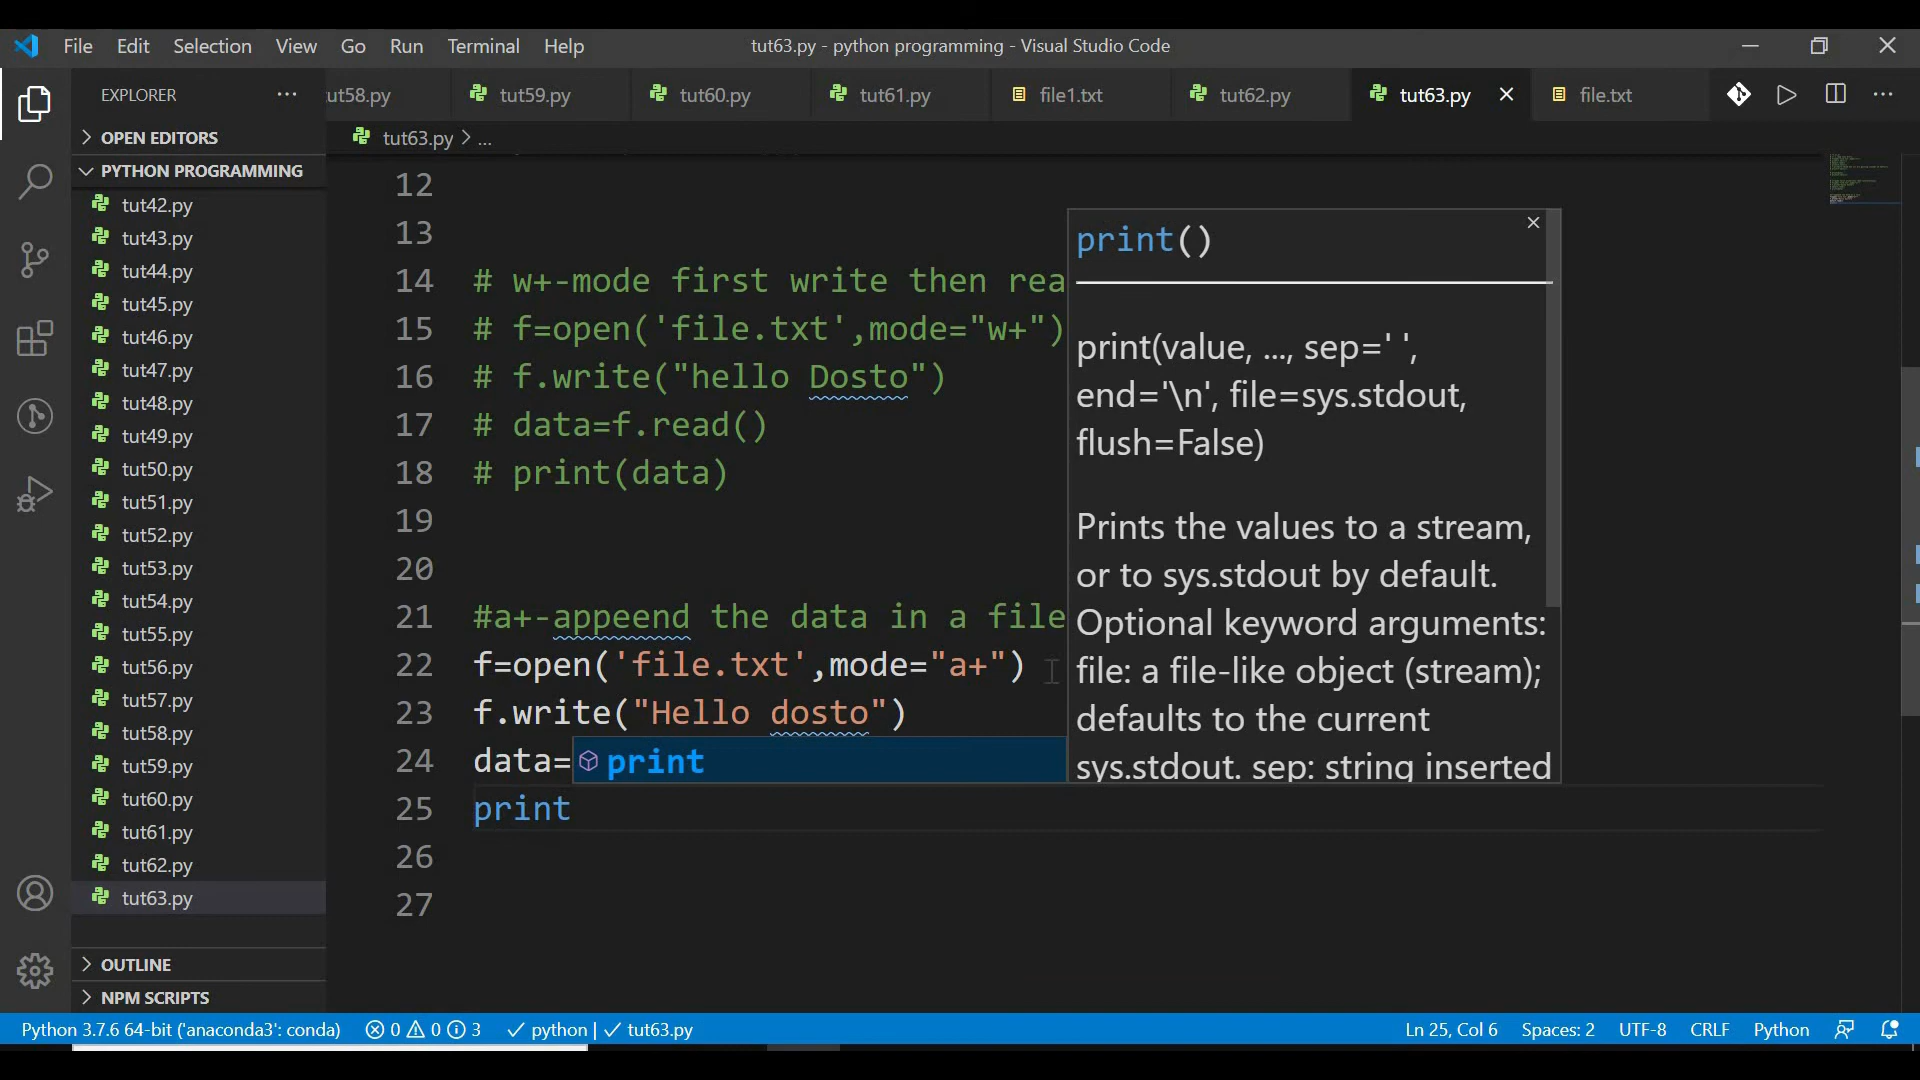 File Edit Selection View Go Run Terminal Help
tut63.py - python programming - Visual Studio Code
EXPLORER
ut58.py
tut59.py
tut60.py
tut61.py
file1.txt
tut62.py
tut63.py
file.txt
OPEN EDITORS
PYTHON PROGRAMMING
tut42.py
tut43.py
tut44.py
tut45.py
tut46.py
tut47.py
tut48.py
tut49.py
tut50.py
tut51.py
tut52.py
tut53.py
tut54.py
tut55.py
tut56.py
tut57.py
tut58.py
tut59.py
tut60.py
tut61.py
tut62.py
tut63.py
OUTLINE
NPM SCRIPTS
tut63.py > ...
12
13
14 # w+-mode first write then rea
15 # f=open('file.txt',mode="w+")
16 # f.write("hello Dosto")
17 # data=f.read()
18 # print(data)
19
20
21 #a+-appeend the data in a file
22 f=open('file.txt',mode="a+")
23 f.write("Hello dosto")
24 data=
print
25 print
26
27
print()
print(value, ..., sep=' ',
end='\n', file=sys.stdout,
flush=False)
Prints the values to a stream,
or to sys.stdout by default.
Optional keyword arguments:
file: a file-like object (stream);
defaults to the current
sys.stdout. sep: string inserted
Python 3.7.6 64-bit ('anaconda3': conda) 0 0 3 python | tut63.py
Ln 25, Col 6 Spaces: 2 UTF-8 CRLF Python